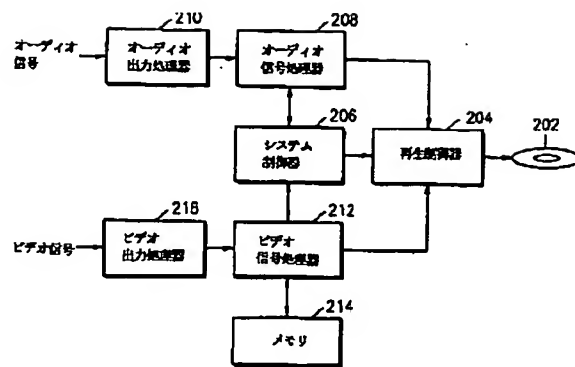 210
208
オーディオ
信号
オーディオ
出力処理器
オーディオ
信号処理器
206
204
202
システム
制御器
再生制御器
216
212
ビデオ信号
ビデオ
出力処理器
ビデオ
信号処理器
214
メモリ